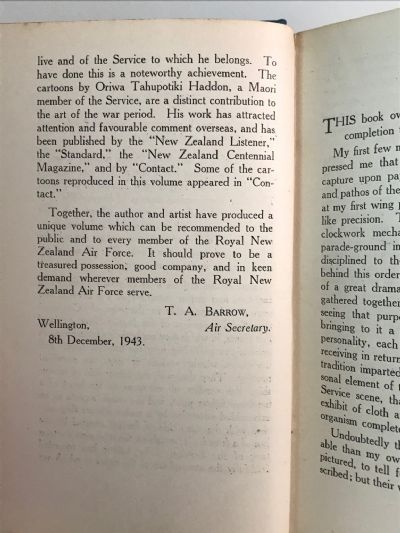 live and of the Service to which he belongs. To
have done this is a noteworthy achievement. The
cartoons by Oriwa Tahupotiki Haddon, a Maori
member of the Service, are a distinct contribution to
the art of the war period. His work has attracted
attention and favourable comment overseas, and has
been published by the "New Zealand Listener,"
the "Standard," the "New Zealand Centennial
Magazine," and by "Contact." Some of the car-
toons reproduced in this volume appeared in "Con-
tact."
Together, the author and artist have produced a
unique volume which can be recommended to the
public and to every member of the Royal New
Zealand Air Force. It should prove to be a
treasured possession, good company, and in keen
demand wherever members of the Royal New
Zealand Air Force serve.
T. A. BARROW,
Wellington, Air Secretary.
8th December, 1943.
THIS book ov
completion
My first few m
pressed me that
capture upon pa
and pathos of the
at my first wing p
like precision. T
clockwork mecha
parade-ground in
disciplined to the
behind this order
of a great drama
gathered together
seeing that purpo
bringing to it a
personality, each
receiving in return
tradition imparted
sonal element of t
Service scene, tha
exhibit of cloth a
organism complete
Undoubtedly th
able than my own
pictured, to tell f
scribed; but their w